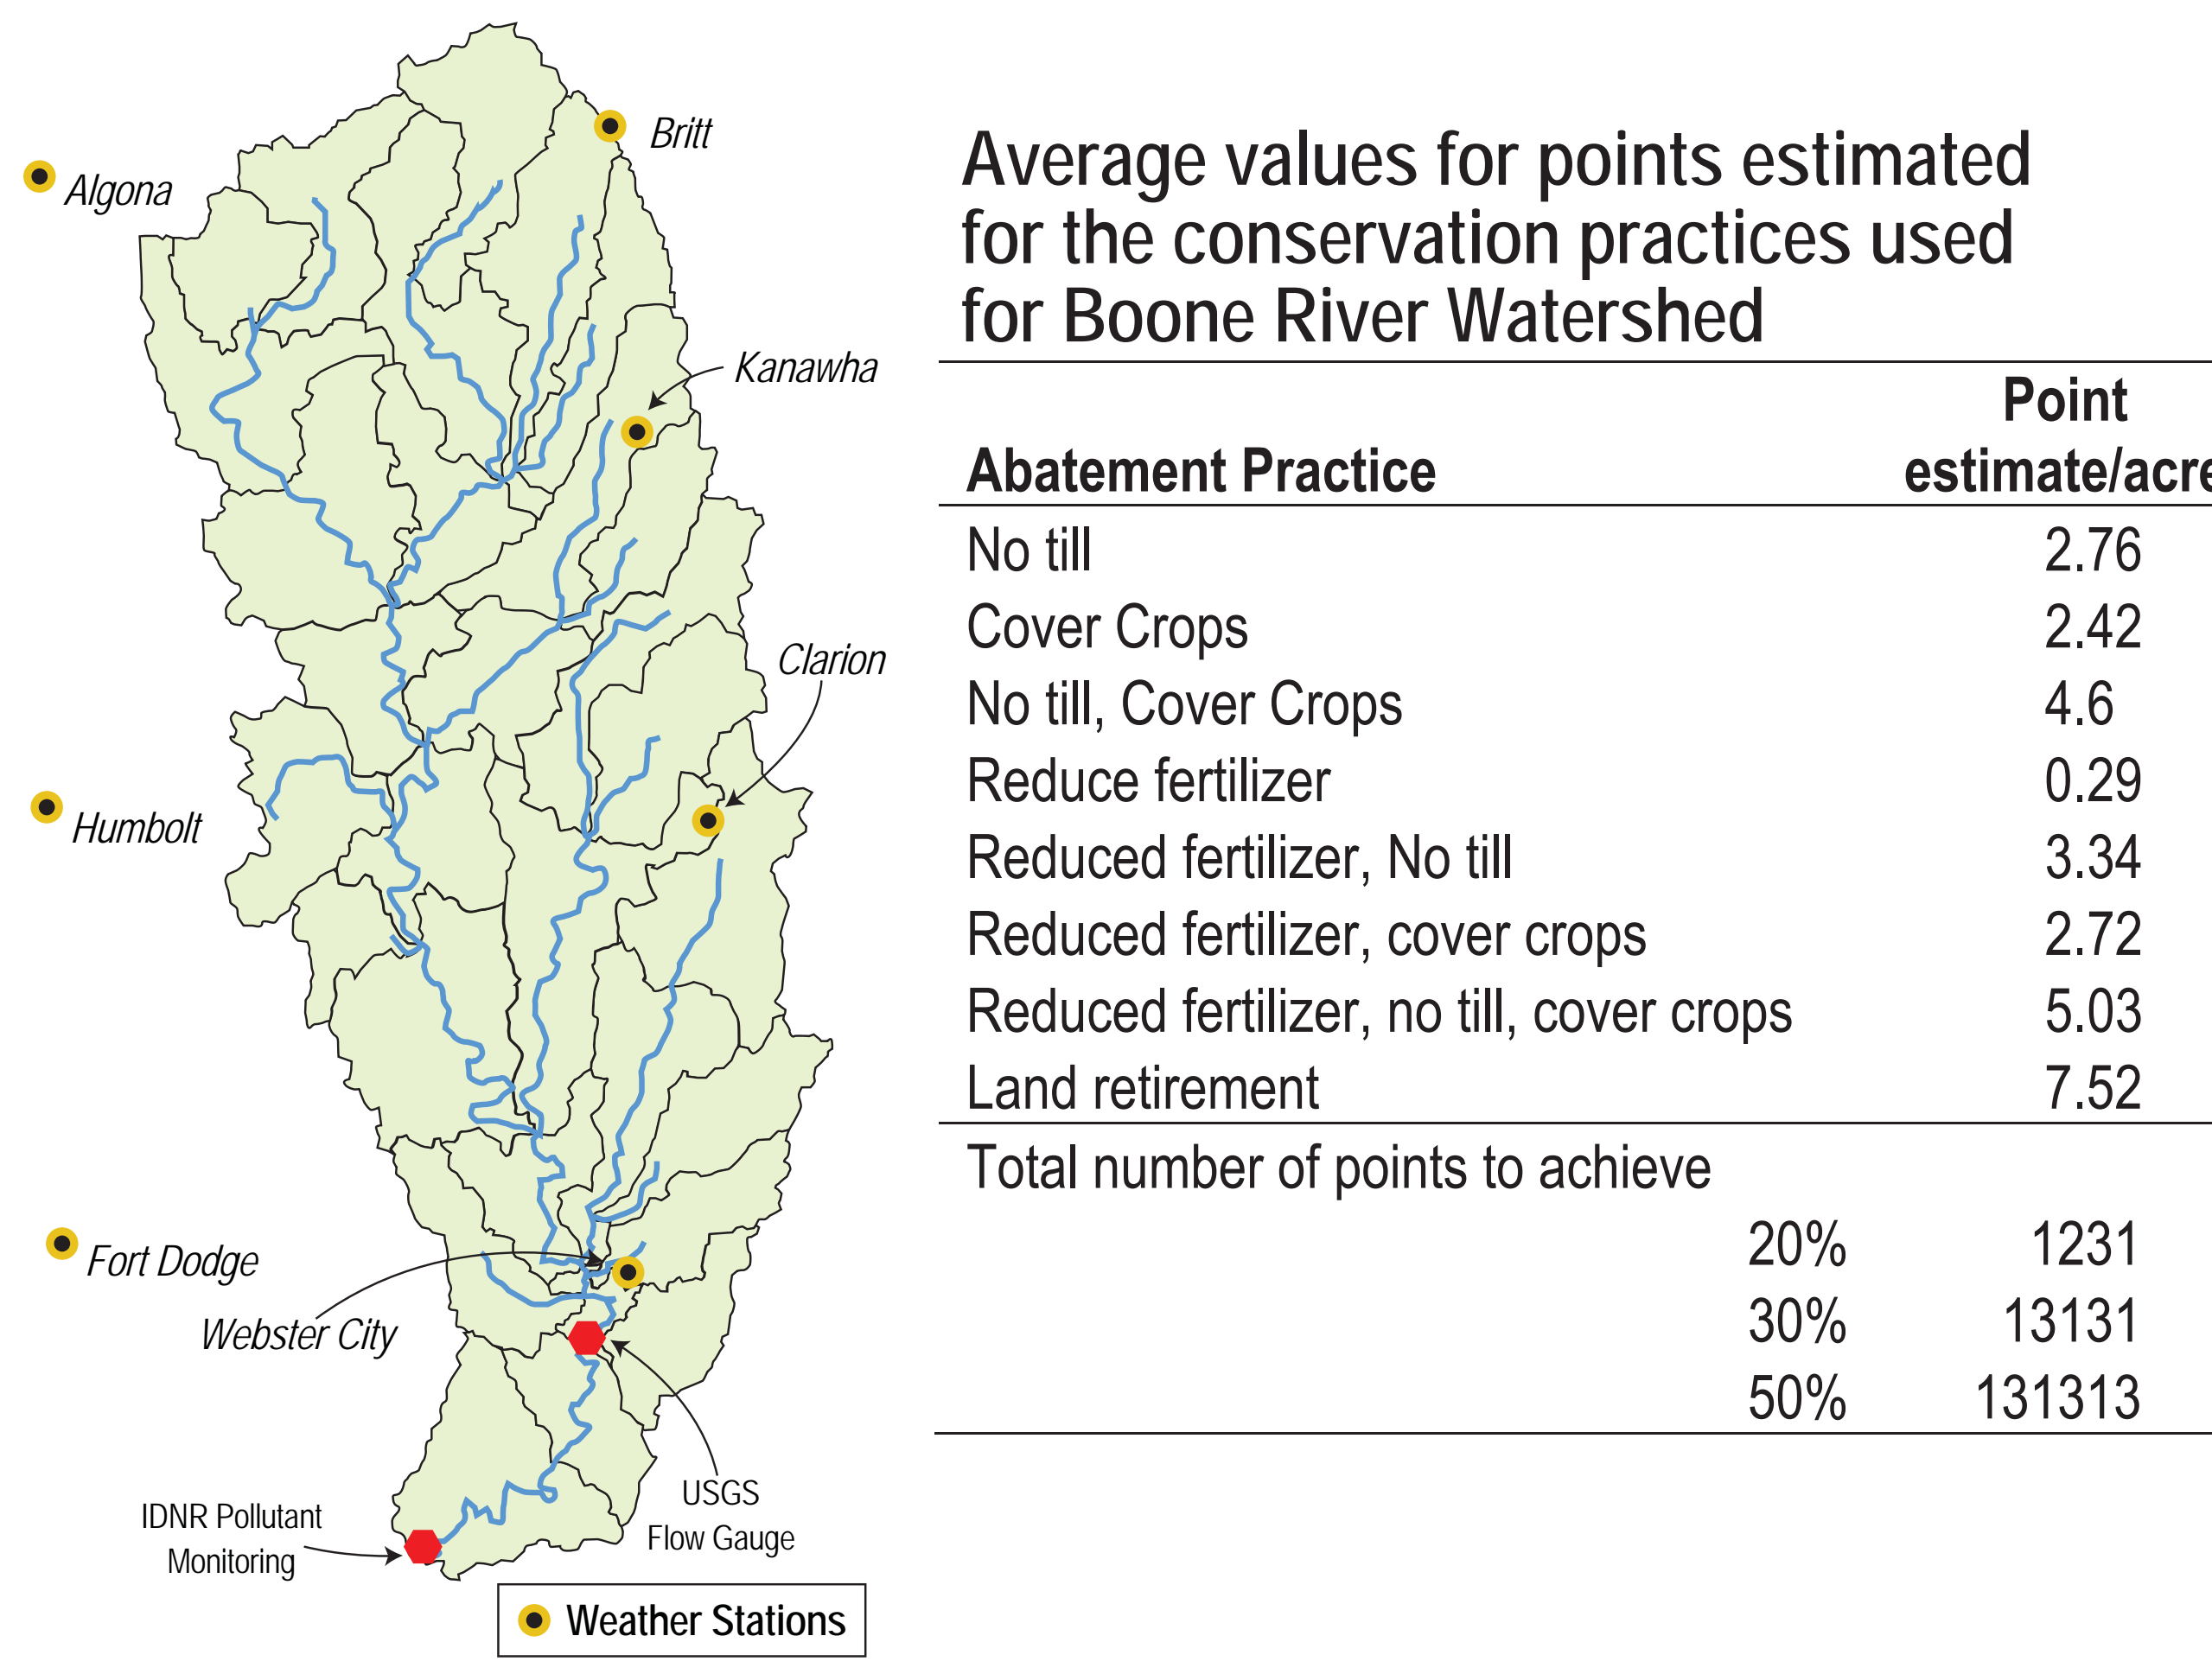 Britt
Algona
Kanawha
Clarion
Humbolt
Fort Dodge
Webster City
USGS
Flow Gauge
IDNR Pollutant
Monitoring
Weather Stations
Average values for points estimated
for the conservation practices used
for Boone River Watershed
Point
Abatement Practice estimate/acre
No till 2.76
Cover Crops 2.42
No till, Cover Crops 4.6
Reduce fertilizer 0.29
Reduced fertilizer, No till 3.34
Reduced fertilizer, cover crops 2.72
Reduced fertilizer, no till, cover crops 5.03
Land retirement 7.52
Total number of points to achieve
20% 1231
30% 13131
50% 131313